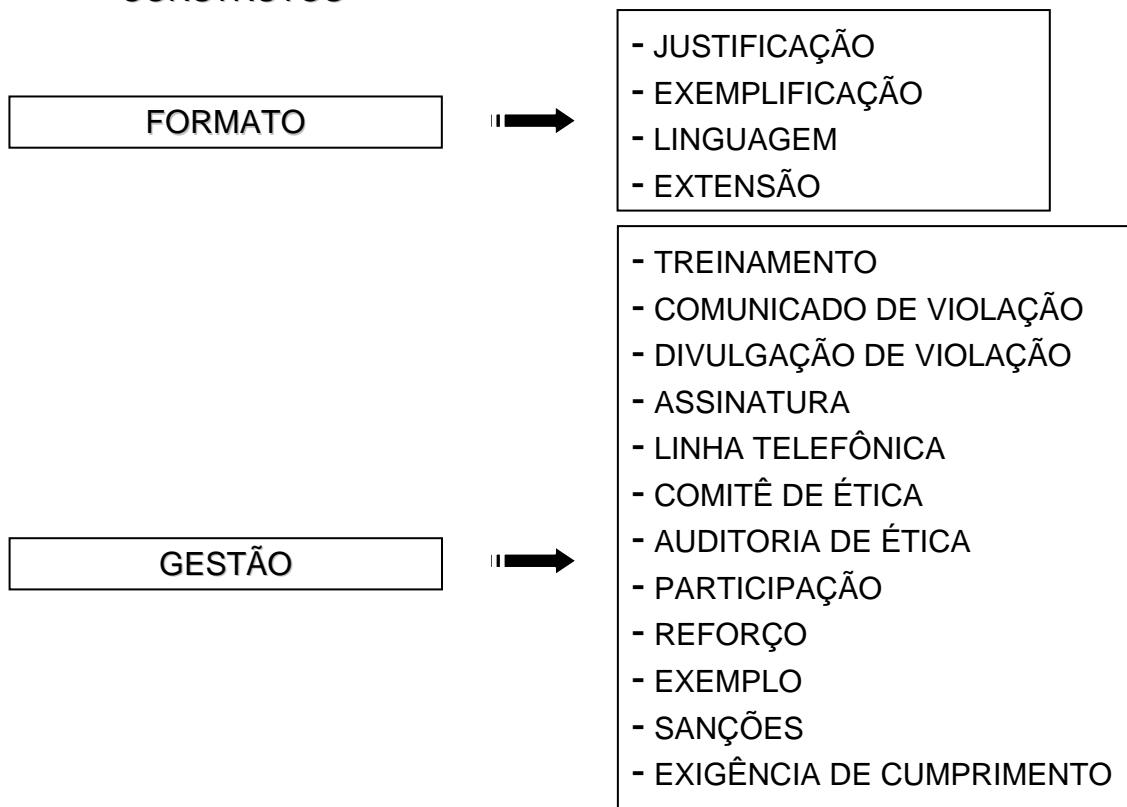 CONSTRUTOS
FORMATO
- JUSTIFICAÇÃO
- EXEMPLIFICAÇÃO
- LINGUAGEM
- EXTENSÃO
GESTÃO
- TREINAMENTO
- COMUNICADO DE VIOLAÇÃO
- DIVULGAÇÃO DE VIOLAÇÃO
- ASSINATURA
- LINHA TELEFÔNICA
- COMITÊ DE ÉTICA
- AUDITORIA DE ÉTICA
- PARTICIPAÇÃO
- REFORÇO
- EXEMPLO
- SANÇÕES
- EXIGÊNCIA DE CUMPRIMENTO